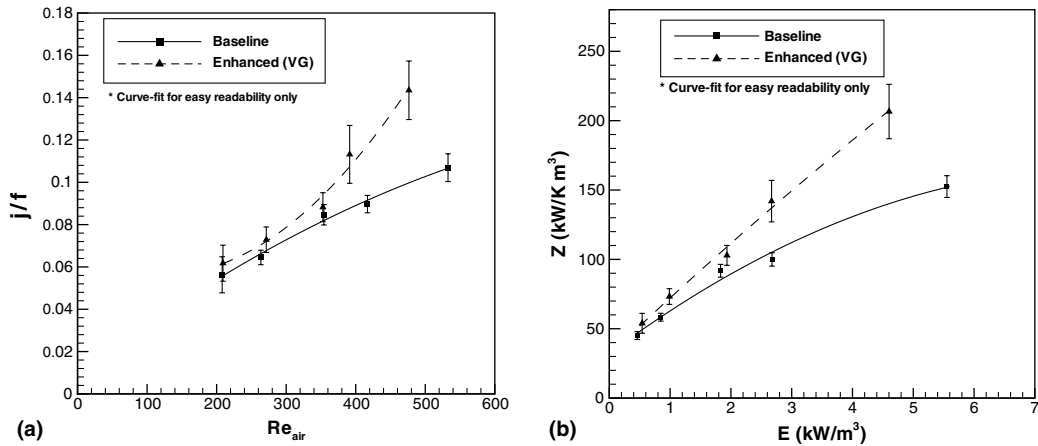 Baseline
Enhanced (VG)
* Curve-fit for easy readability only
0.18
0.16
0.14
0.12
0.1
0.08
0.06
0.04
0.02
0
j / f
0 100 200 300 400 500 600
Re_air
(a)
Baseline
Enhanced (VG)
* Curve-fit for easy readability only
250
200
150
100
50
0
Z (kW/K m³)
0 1 2 3 4 5 6 7
E (kW/m³)
(b)